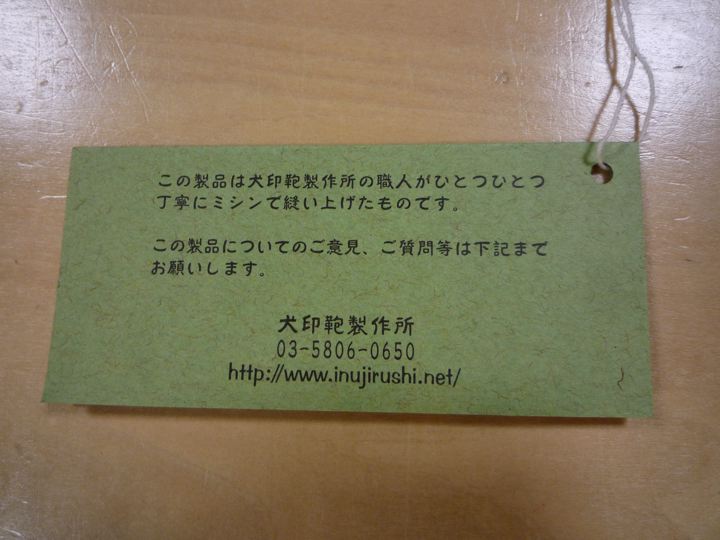 この製品は犬印鞄製作所の職人がひとつひとつ
丁寧にミシンで縫い上げたものです。
この製品についてのご意見、ご質問等は下記まで
お願いします。
犬印鞄製作所
03-5806-0650
http://www.inujirushi.net/